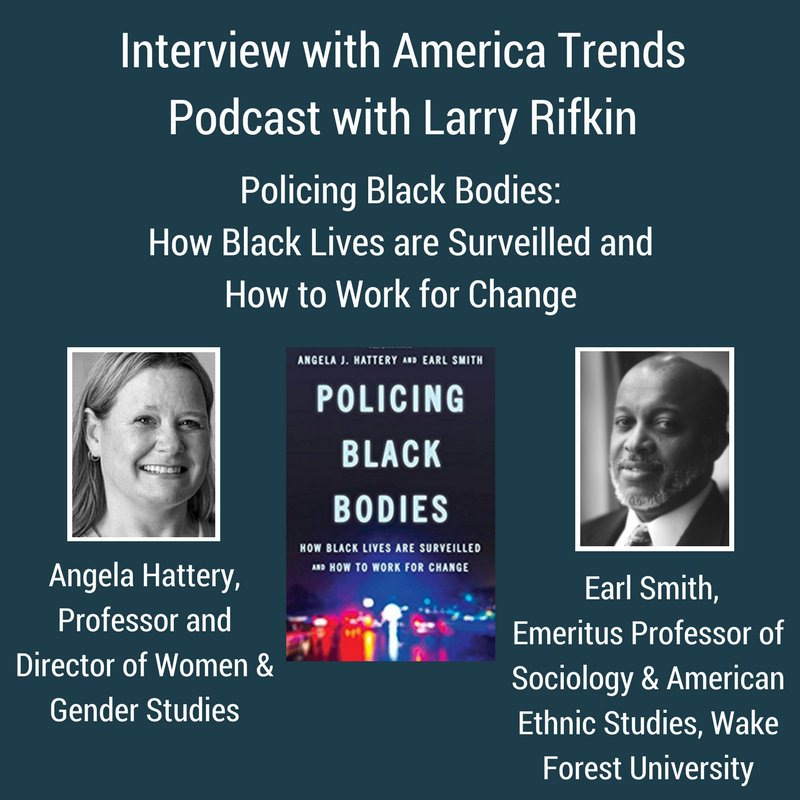 Interview with America Trends
Podcast with Larry Rifkin
Policing Black Bodies:
How Black Lives are Surveilled and
How to Work for Change
ANGELA J. HATTERY AND EARL SMITH
POLICING
BLACK
BODIES
HOW BLACK LIVES ARE SURVEILLED
AND HOW TO WORK FOR CHANGE
Angela Hattery,
Professor and
Director of Women &
Gender Studies
Earl Smith,
Emeritus Professor of
Sociology & American
Ethnic Studies, Wake
Forest University